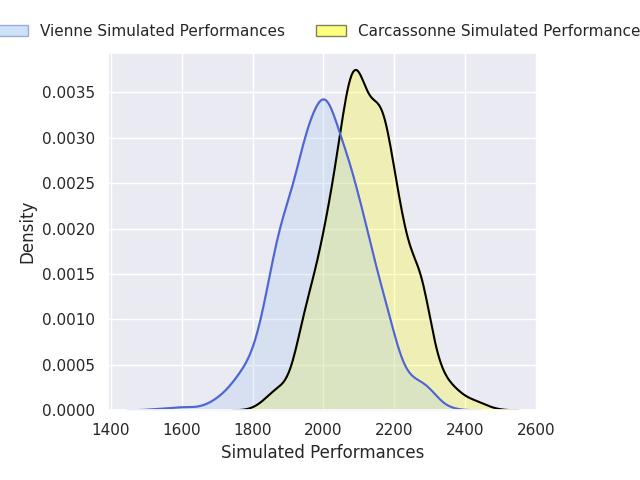 Vienne Simulated Performances Carcassonne Simulated Performance
0.0035
0.0030
0.0025
0.0020
0.0015
0.0010
0.0005
0.0000
Density
1400 1600 1800 2000 2200 2400 2600
Simulated Performances